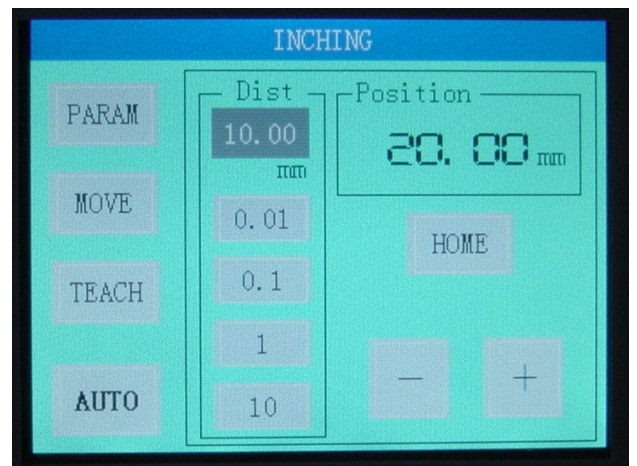 INCHING
PARAM
MOVE
TEACH
AUTO
Dist
10.00
mm
0.01
0.1
1
10
Position
20.00 mm
HOME
− +